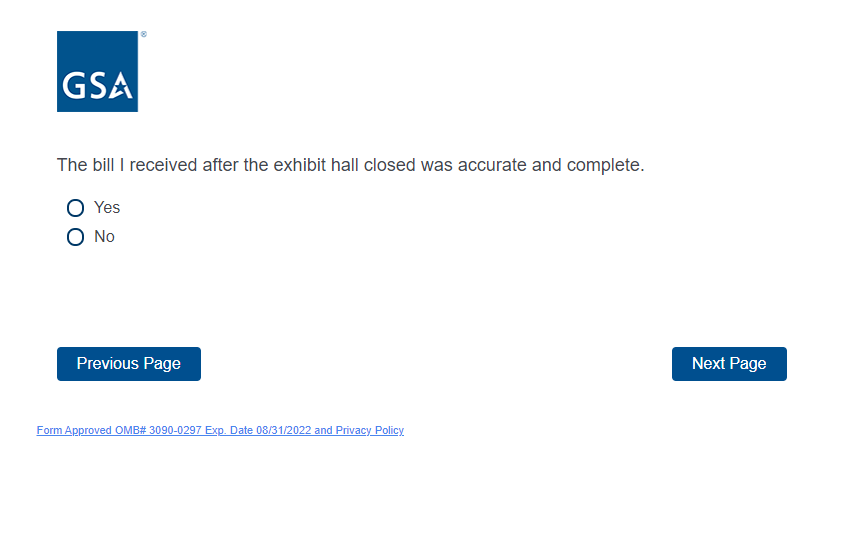 GSA
®
The bill I received after the exhibit hall closed was accurate and complete.
Yes
No
Previous Page
Next Page
Form Approved OMB# 3090-0297 Exp. Date 08/31/2022 and Privacy Policy